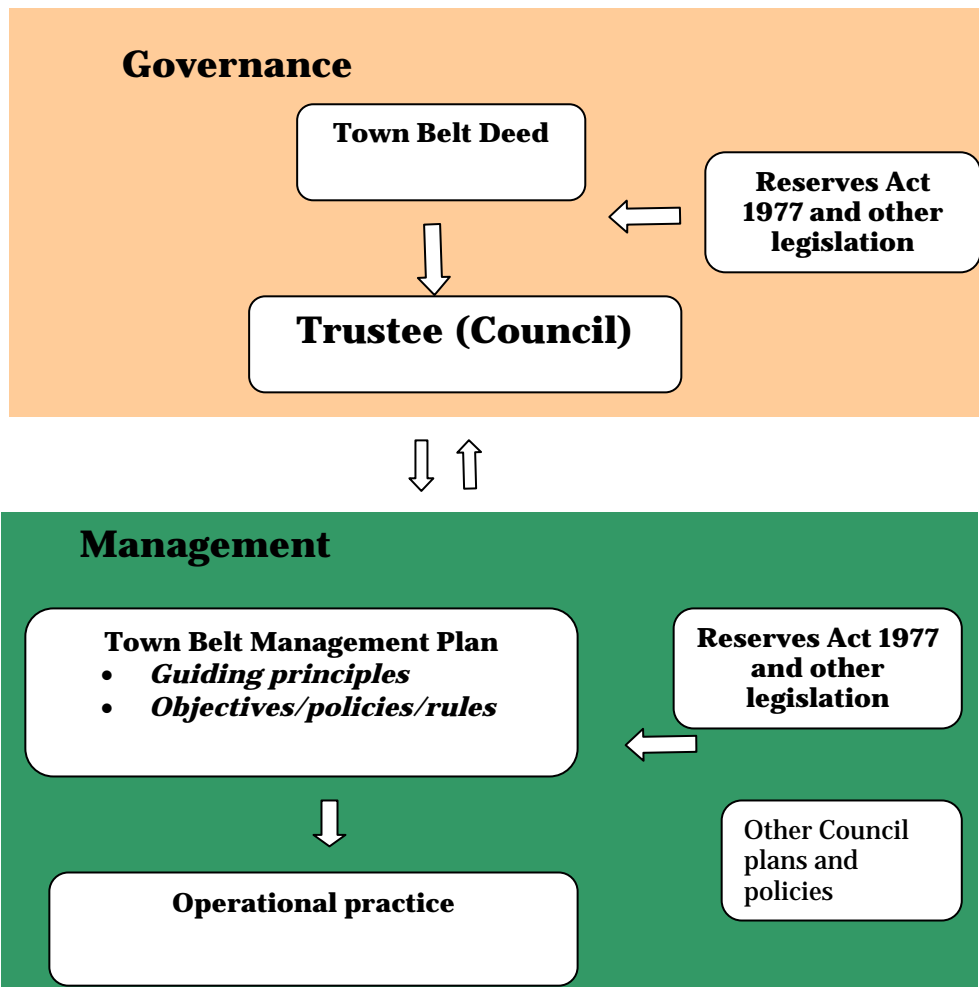 Governance
Town Belt Deed
Reserves Act
1977 and other
legislation
Trustee (Council)
Management
Town Belt Management Plan
• Guiding principles
• Objectives/policies/rules
Reserves Act 1977
and other
legislation
Other Council
plans and
policies
Operational practice